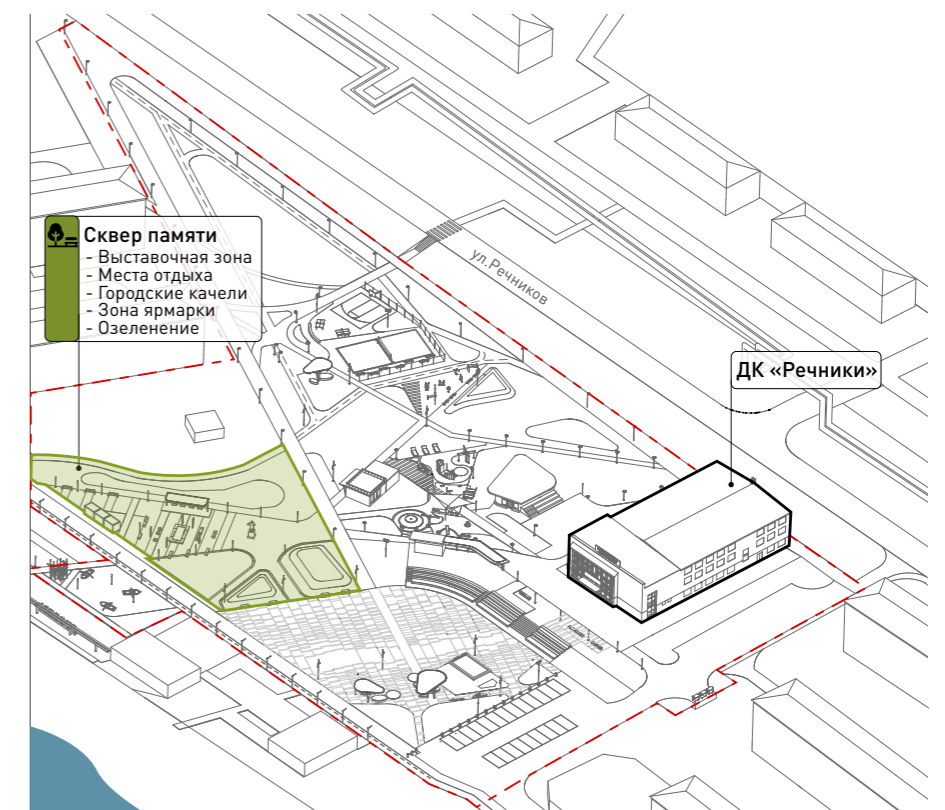 Сквер памяти
- Выставочная зона
- Места отдыха
- Городские качели
- Зона ярмарки
- Озеленение
ул.Речников
ДК «Речники»